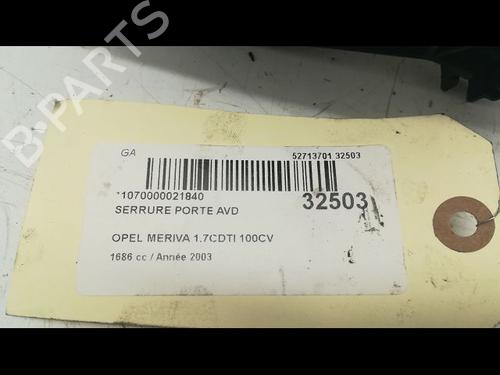 B-PARTS
GA
52713701 32503
*1070000021840
32503
SERRURE PORTE AVD
OPEL MERIVA 1.7CDTI 100CV
1686 cc / Année 2003